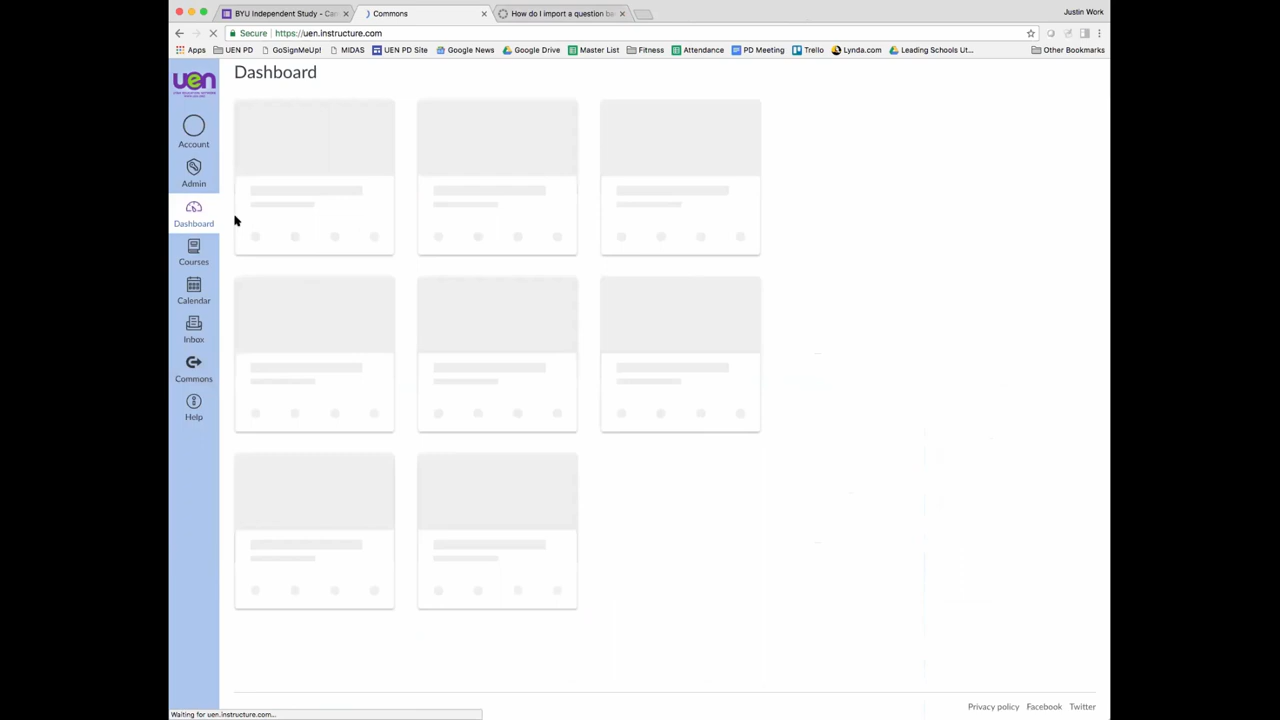 BYU Independent Study - Can
Commons
How do I import a question be
Justin Work
Secure
https://uen.instructure.com
Apps
UEN PD
GoSignMeUp!
MIDAS
UEN PD Site
Google News
Google Drive
Master List
Fitness
Attendance
PD Meeting
Trello
Lynda.com
Leading Schools Ut...
Other Bookmarks
uen
Dashboard
Account
Admin
Dashboard
Courses
Calendar
Inbox
Commons
Help
Privacy policy
Facebook
Twitter
Waiting for uen.instructure.com...